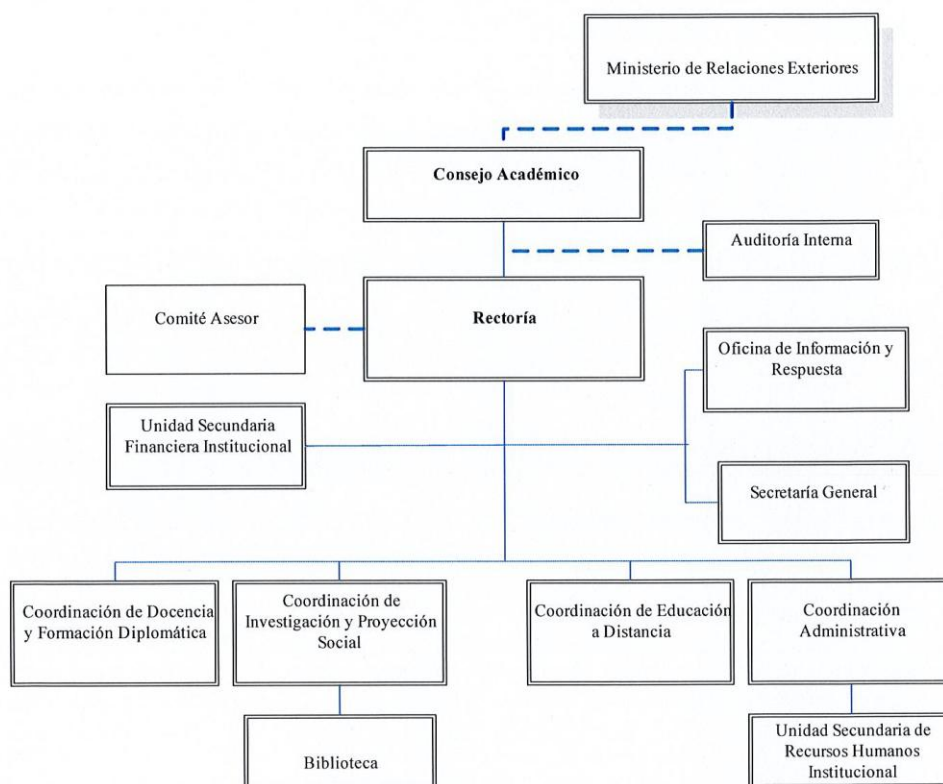 Ministerio de Relaciones Exteriores
Consejo Académico
Auditoría Interna
Comité Asesor
Rectoría
Oficina de Información y
Respuesta
Unidad Secundaria
Financiera Institucional
Secretaría General
Coordinación de Docencia
y Formación Diplomática
Coordinación de
Investigación y Proyección
Social
Coordinación de Educación
a Distancia
Coordinación
Administrativa
Biblioteca
Unidad Secundaria de
Recursos Humanos
Institucional